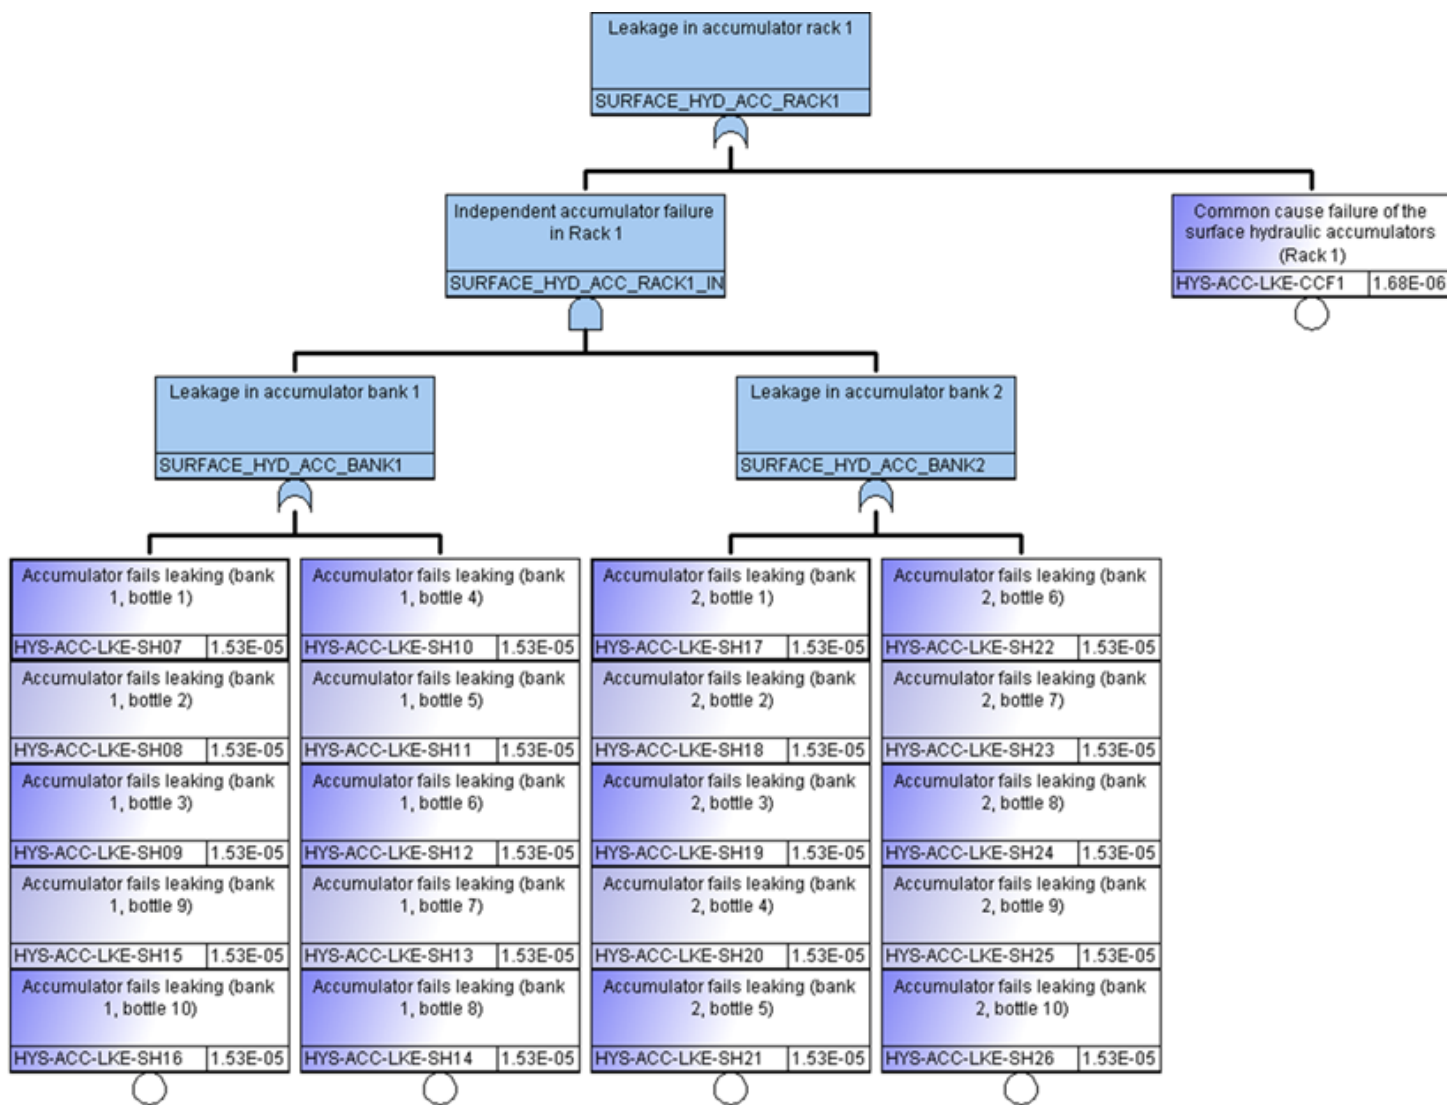 Leakage in accumulator rack 1
SURFACE_HYD_ACC_RACK1
Independent accumulator failure
in Rack 1
SURFACE_HYD_ACC_RACK1_IN
Common cause failure of the
surface hydraulic accumulators
(Rack 1)
HYS-ACC-LKE-CCF1 1.68E-06
Leakage in accumulator bank 1
SURFACE_HYD_ACC_BANK1
Leakage in accumulator bank 2
SURFACE_HYD_ACC_BANK2
Accumulator fails leaking (bank
1, bottle 1)
HYS-ACC-LKE-SH07 1.53E-05
Accumulator fails leaking (bank
1, bottle 2)
HYS-ACC-LKE-SH08 1.53E-05
Accumulator fails leaking (bank
1, bottle 3)
HYS-ACC-LKE-SH09 1.53E-05
Accumulator fails leaking (bank
1, bottle 9)
HYS-ACC-LKE-SH15 1.53E-05
Accumulator fails leaking (bank
1, bottle 10)
HYS-ACC-LKE-SH16 1.53E-05
Accumulator fails leaking (bank
1, bottle 4)
HYS-ACC-LKE-SH10 1.53E-05
Accumulator fails leaking (bank
1, bottle 5)
HYS-ACC-LKE-SH11 1.53E-05
Accumulator fails leaking (bank
1, bottle 6)
HYS-ACC-LKE-SH12 1.53E-05
Accumulator fails leaking (bank
1, bottle 7)
HYS-ACC-LKE-SH13 1.53E-05
Accumulator fails leaking (bank
1, bottle 8)
HYS-ACC-LKE-SH14 1.53E-05
Accumulator fails leaking (bank
2, bottle 1)
HYS-ACC-LKE-SH17 1.53E-05
Accumulator fails leaking (bank
2, bottle 2)
HYS-ACC-LKE-SH18 1.53E-05
Accumulator fails leaking (bank
2, bottle 3)
HYS-ACC-LKE-SH19 1.53E-05
Accumulator fails leaking (bank
2, bottle 4)
HYS-ACC-LKE-SH20 1.53E-05
Accumulator fails leaking (bank
2, bottle 5)
HYS-ACC-LKE-SH21 1.53E-05
Accumulator fails leaking (bank
2, bottle 6)
HYS-ACC-LKE-SH22 1.53E-05
Accumulator fails leaking (bank
2, bottle 7)
HYS-ACC-LKE-SH23 1.53E-05
Accumulator fails leaking (bank
2, bottle 8)
HYS-ACC-LKE-SH24 1.53E-05
Accumulator fails leaking (bank
2, bottle 9)
HYS-ACC-LKE-SH25 1.53E-05
Accumulator fails leaking (bank
2, bottle 10)
HYS-ACC-LKE-SH26 1.53E-05